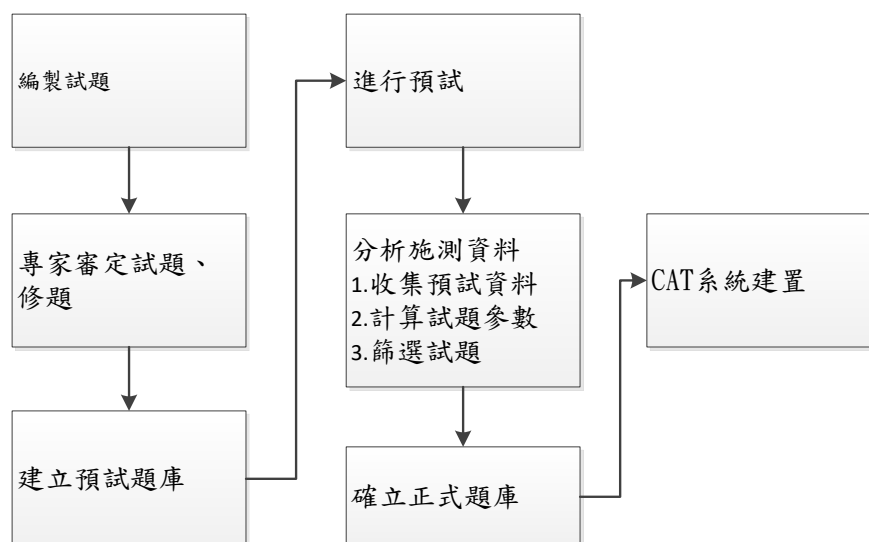 編製試題
專家審定試題、
修題
建立預試題庫
進行預試
分析施測資料
1.收集預試資料
2.計算試題參數
3.篩選試題
確立正式題庫
CAT系統建置